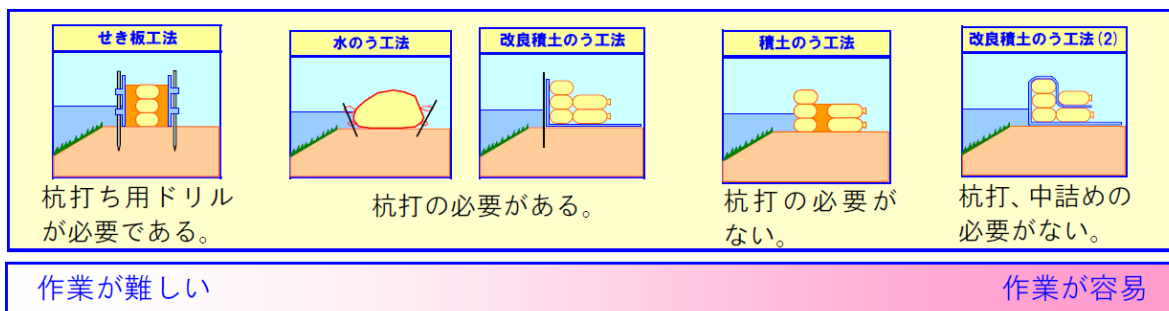 せき板工法
水のう工法
改良積土のう工法
積土のう工法
改良積土のう工法(2)
杭打ち用ドリル
が必要である。
杭打の必要がある。
杭打の必要が
ない。
杭打、中詰めの
必要がない。
作業が難しい
作業が容易